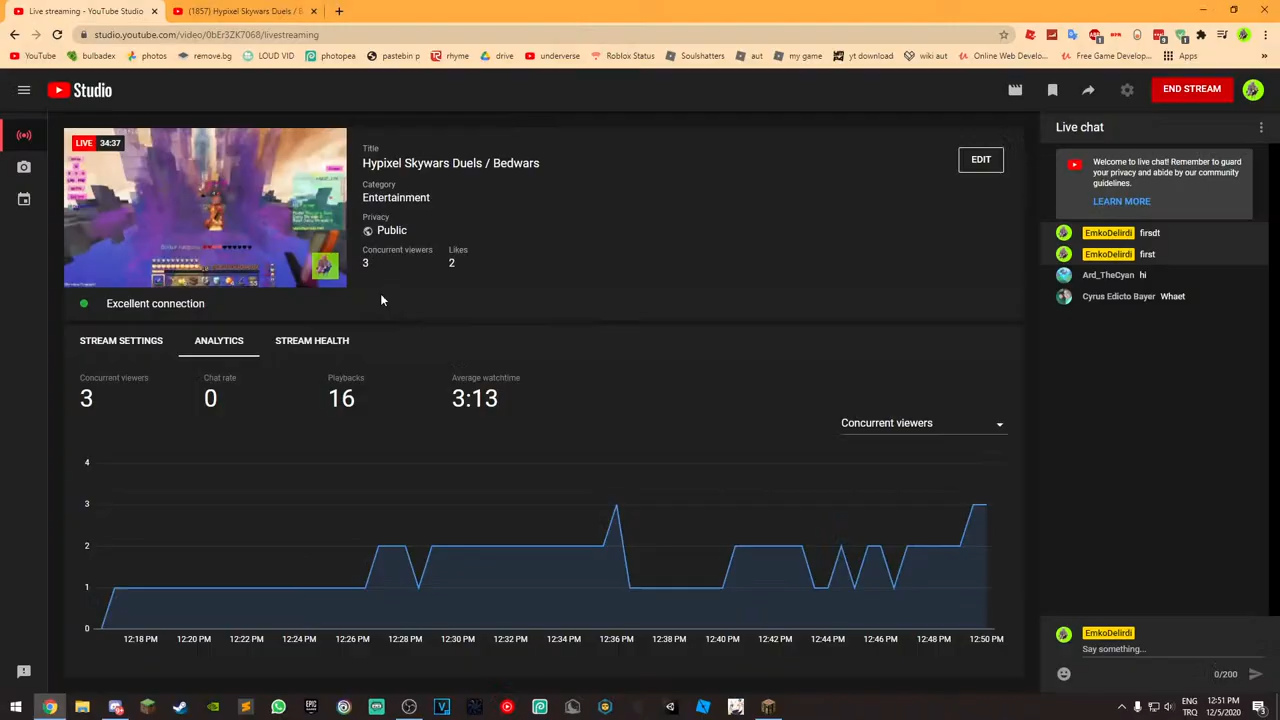 Live streaming - YouTube Studio
(1857) Hypixel Skywars Duels / B
studio.youtube.com/video/0bEr3ZK7068/livestreaming
YouTube
bulbadex
photos
remove.bg
LOUD VID
photopea
pastebin p
rhyme
drive
underverse
Roblox Status
Soulshatters
aut
my game
yt download
wiki aut
Online Web Develo...
Free Game Develop...
Apps
Studio
END STREAM
LIVE 34:37
Title
Hypixel Skywars Duels / Bedwars
Category
Entertainment
Privacy
Public
Concurrent viewers
Likes
3
2
EDIT
Excellent connection
STREAM SETTINGS
ANALYTICS
STREAM HEALTH
Concurrent viewers
Chat rate
Playbacks
Average watchtime
3
0
16
3:13
Concurrent viewers
4
3
2
1
0
12:18 PM
12:20 PM
12:22 PM
12:24 PM
12:26 PM
12:28 PM
12:30 PM
12:32 PM
12:34 PM
12:36 PM
12:38 PM
12:40 PM
12:42 PM
12:44 PM
12:46 PM
12:48 PM
12:50 PM
Live chat
Welcome to live chat! Remember to guard
your privacy and abide by our community
guidelines.
LEARN MORE
EmkoDelirdi firsdt
EmkoDelirdi first
Ard_TheCyan hi
Cyrus Edicto Bayer Whaet
EmkoDelirdi
Say something...
0/200
ENG
TRQ
12:51 PM
12/5/2020